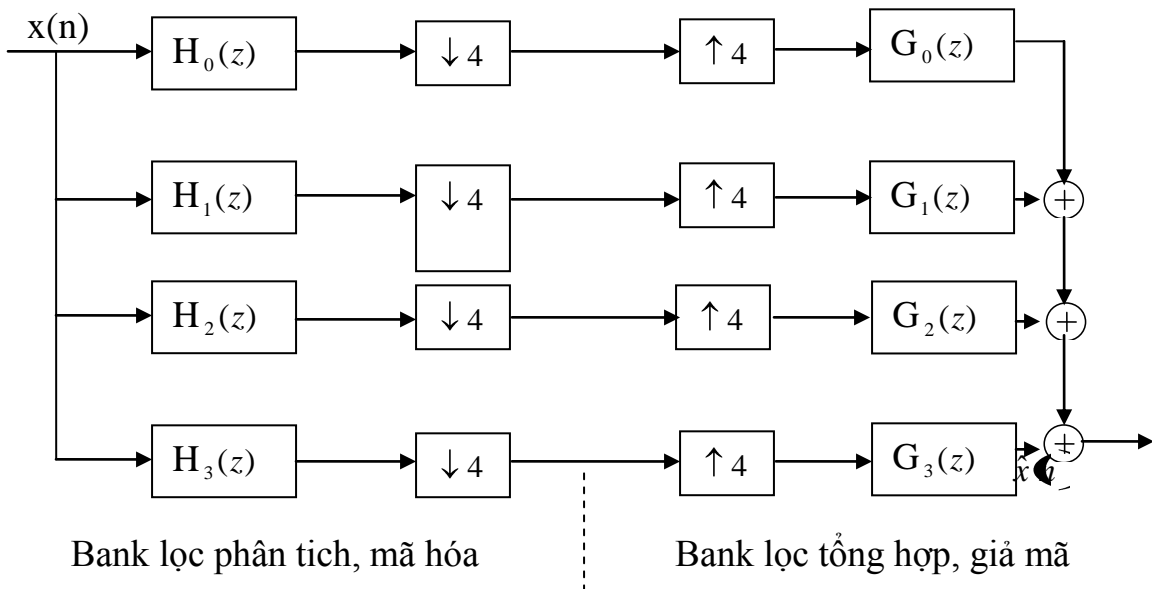 x(n)
H₀(z) ↓ 4 ↑ 4 G₀(z)
H₁(z) ↓ 4 ↑ 4 G₁(z) +
H₂(z) ↓ 4 ↑ 4 G₂(z) +
H₃(z) ↓ 4 ↑ 4 G₃(z) +
Bank lọc phân tich, mã hóa Bank lọc tổng hợp, giả mã